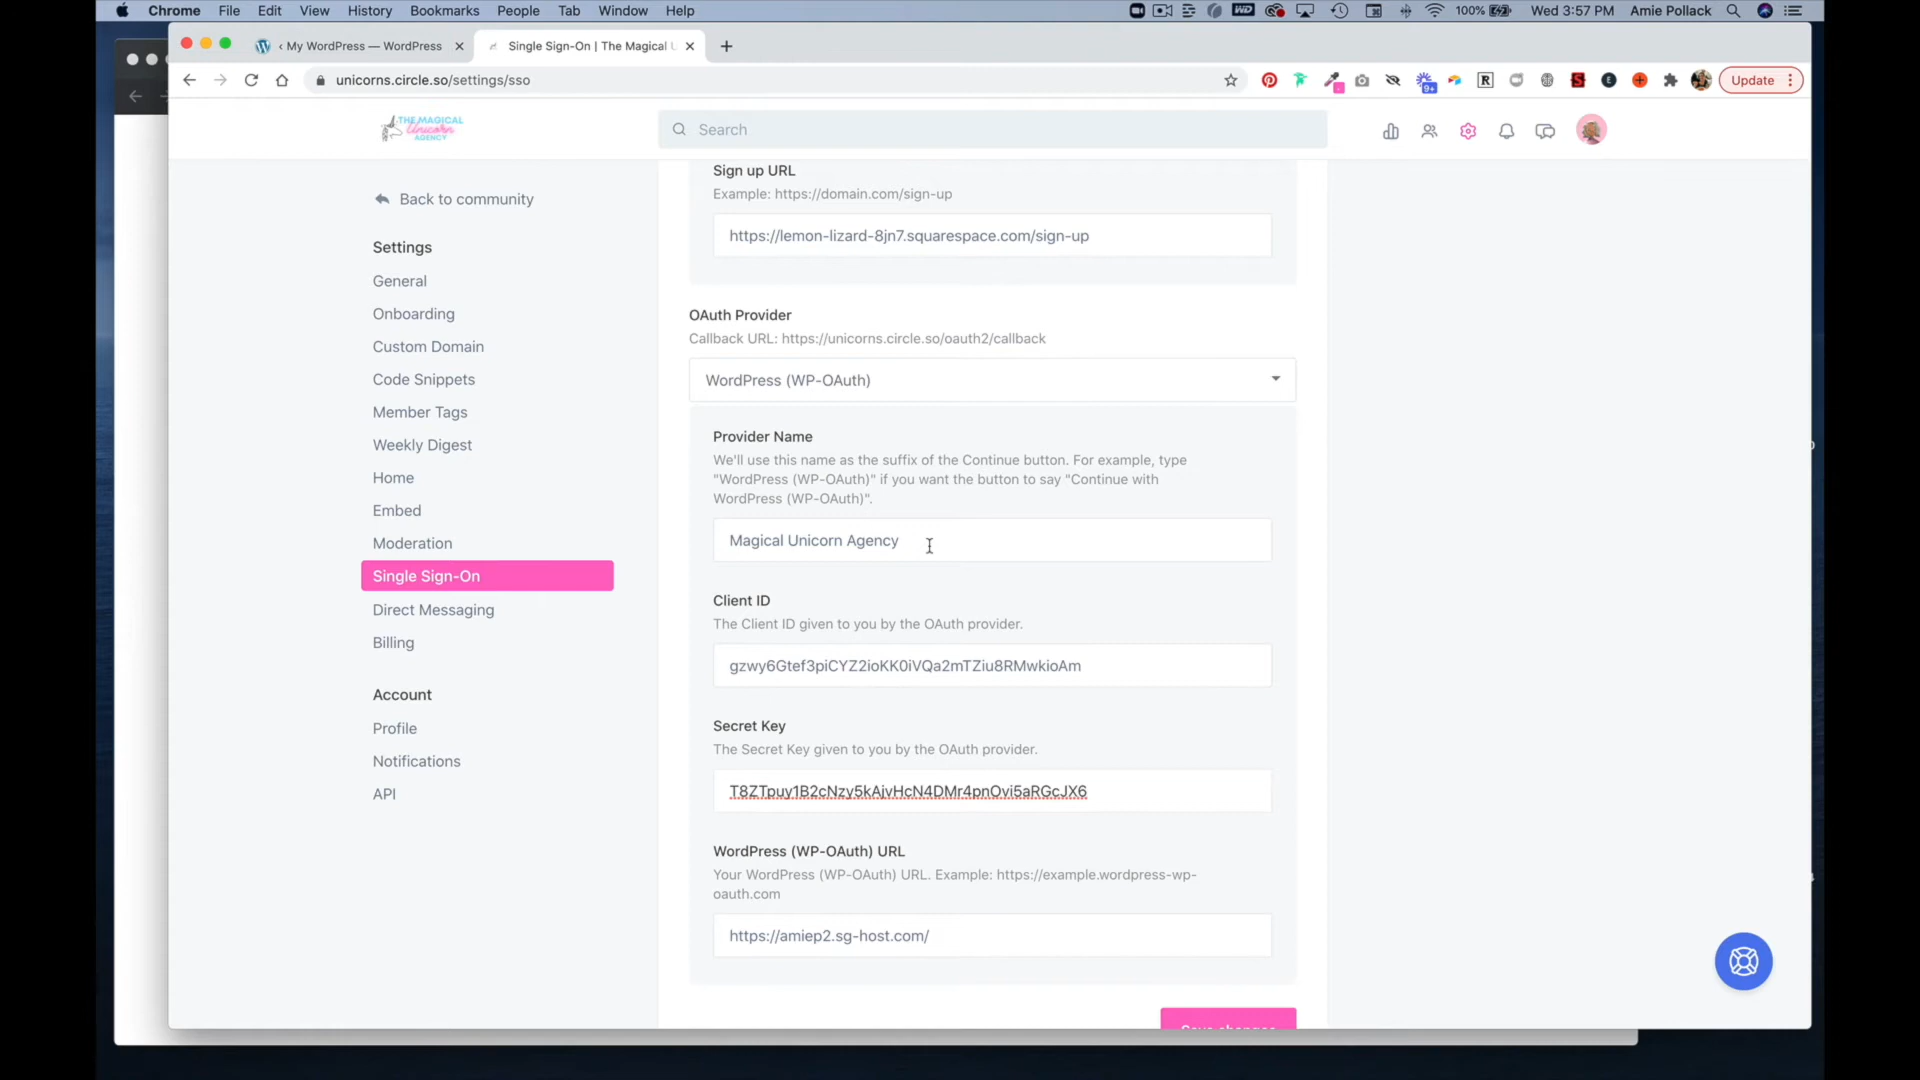 Chrome File Edit View History Bookmarks People Tab Window Help 100% Wed 3:57 PM Amie Pollack
‹ My WordPress — WordPress
Single Sign-On | The Magical U
unicorns.circle.so/settings/sso
Update
THE MAGICAL
Unicorn
AGENCY
Search
Back to community
Settings
General
Onboarding
Custom Domain
Code Snippets
Member Tags
Weekly Digest
Home
Embed
Moderation
Single Sign-On
Direct Messaging
Billing
Account
Profile
Notifications
API
Sign up URL
Example: https://domain.com/sign-up
https://lemon-lizard-8jn7.squarespace.com/sign-up
OAuth Provider
Callback URL: https://unicorns.circle.so/oauth2/callback
WordPress (WP-OAuth)
Provider Name
We'll use this name as the suffix of the Continue button. For example, type
"WordPress (WP-OAuth)" if you want the button to say "Continue with
WordPress (WP-OAuth)".
Magical Unicorn Agency
Client ID
The Client ID given to you by the OAuth provider.
gzwy6Gtef3piCYZ2ioKK0iVQa2mTZiu8RMwkioAm
Secret Key
The Secret Key given to you by the OAuth provider.
T8ZTpuy1B2cNzy5kAjvHcN4DMr4pnOvi5aRGcJX6
WordPress (WP-OAuth) URL
Your WordPress (WP-OAuth) URL. Example: https://example.wordpress-wp-
oauth.com
https://amiep2.sg-host.com/
Save changes